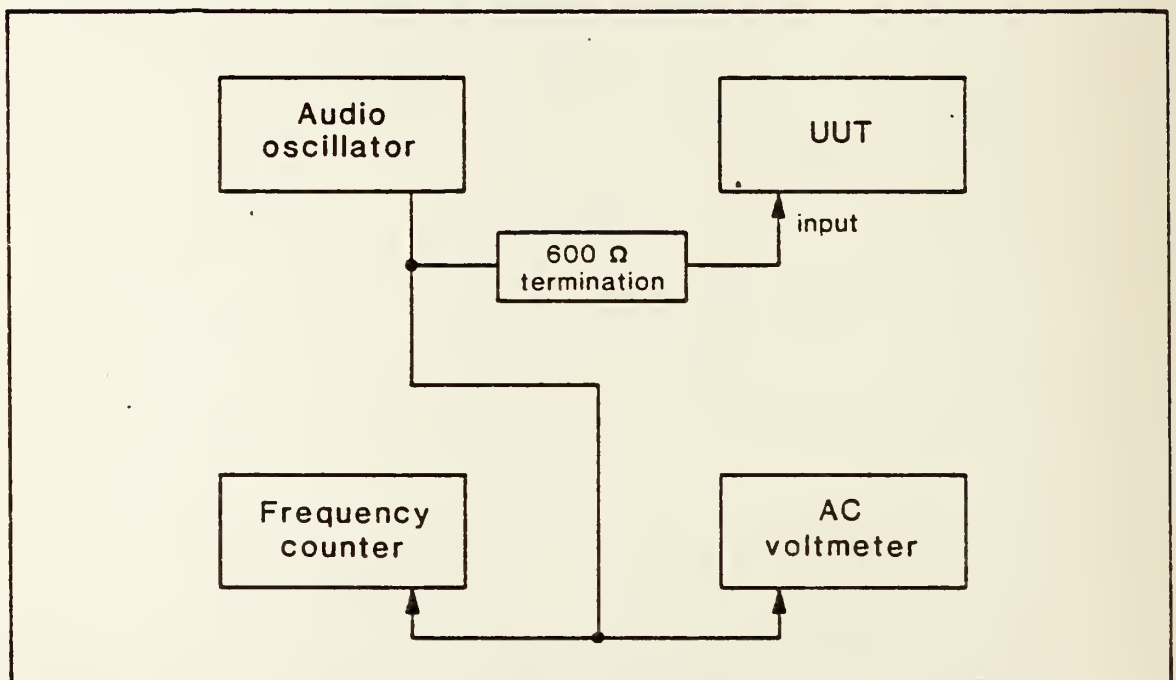 Audio
oscillator
UUT
input
600 Ω
termination
Frequency
counter
AC
voltmeter